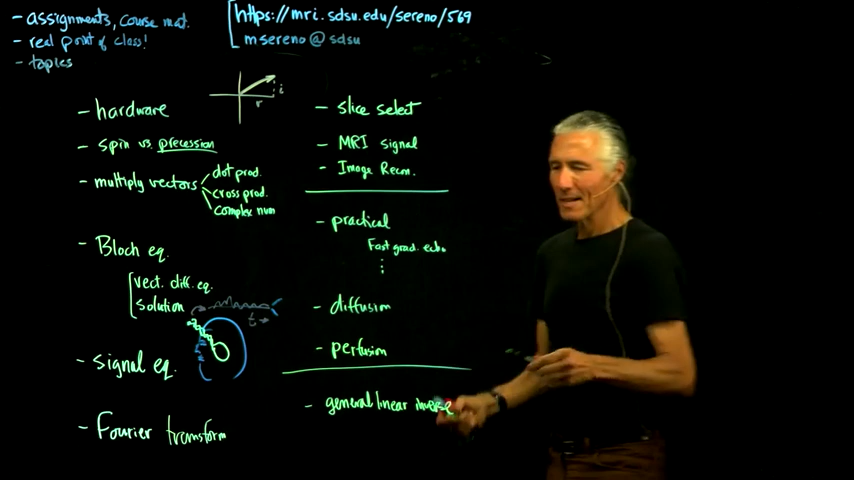 - assignments, course mat.
- real point of class!
- topics
https://mri.sdsu.edu/sereno/569
msereno@sdsu
- hardware
i
r
- spin vs. precession
- multiply vectors
dot prod.
cross prod.
complex num
- Bloch eq.
vect. diff. eq.
solution
- signal eq.
- Fourier transform
- slice select
- MRI signal
- Image Recon.
- practical
Fast grad. echo
⋮
- diffusion
- perfusion
- general linear inverse